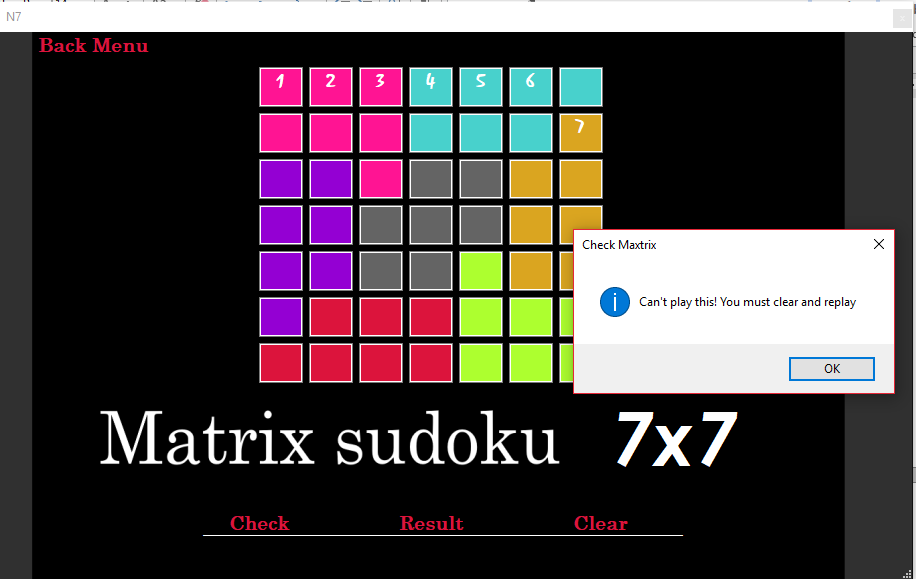 N7
Back Menu
1 2 3 4 5 6
7
Check Maxtrix
Can't play this! You must clear and replay
OK
Matrix sudoku 7x7
Check Result Clear